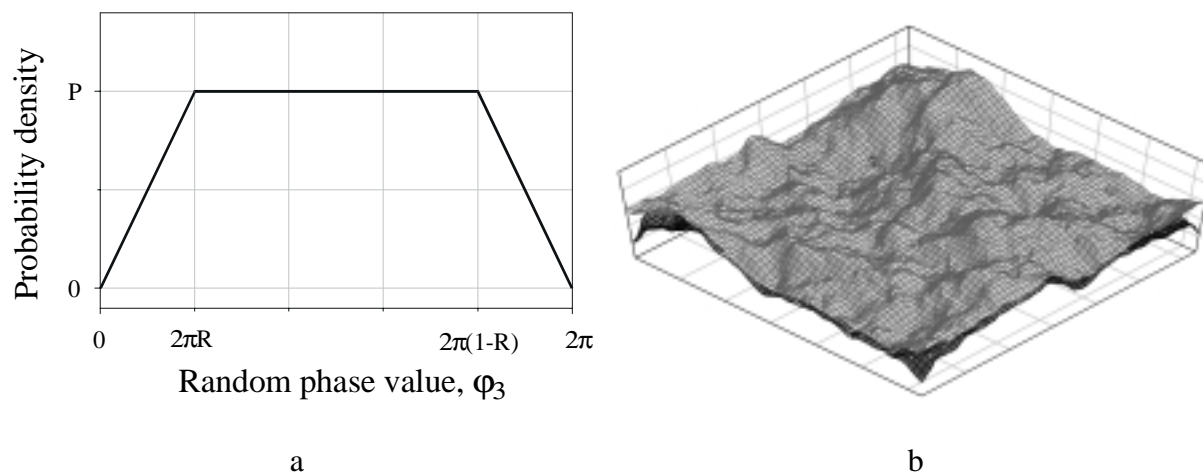 Probability density
P
0
0 2πR 2π(1-R) 2π
Random phase value, φ₃
a b